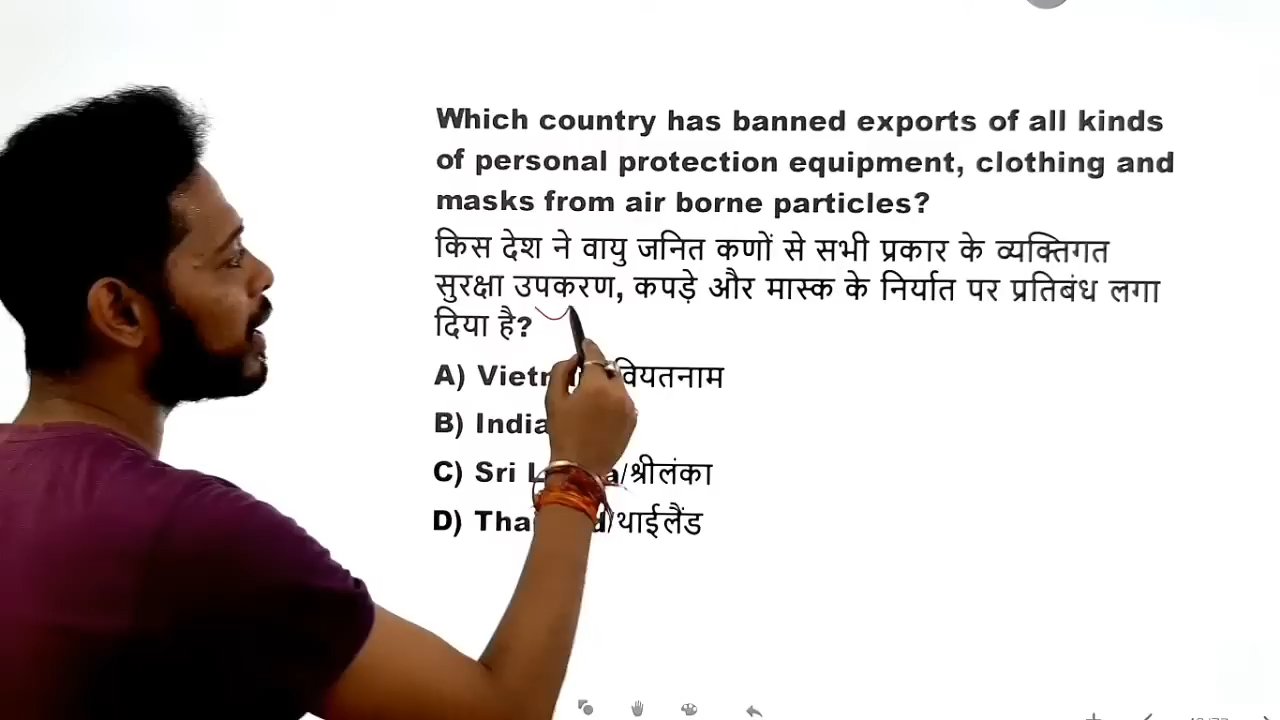 Which country has banned exports of all kinds
of personal protection equipment, clothing and
masks from air borne particles?
किस देश ने वायु जनित कणों से सभी प्रकार के व्यक्तिगत
सुरक्षा उपकरण, कपड़े और मास्क के निर्यात पर प्रतिबंध लगा
दिया है?
A) वियतनाम
B) India
C) Sri श्रीलंका
D) थाईलैंड